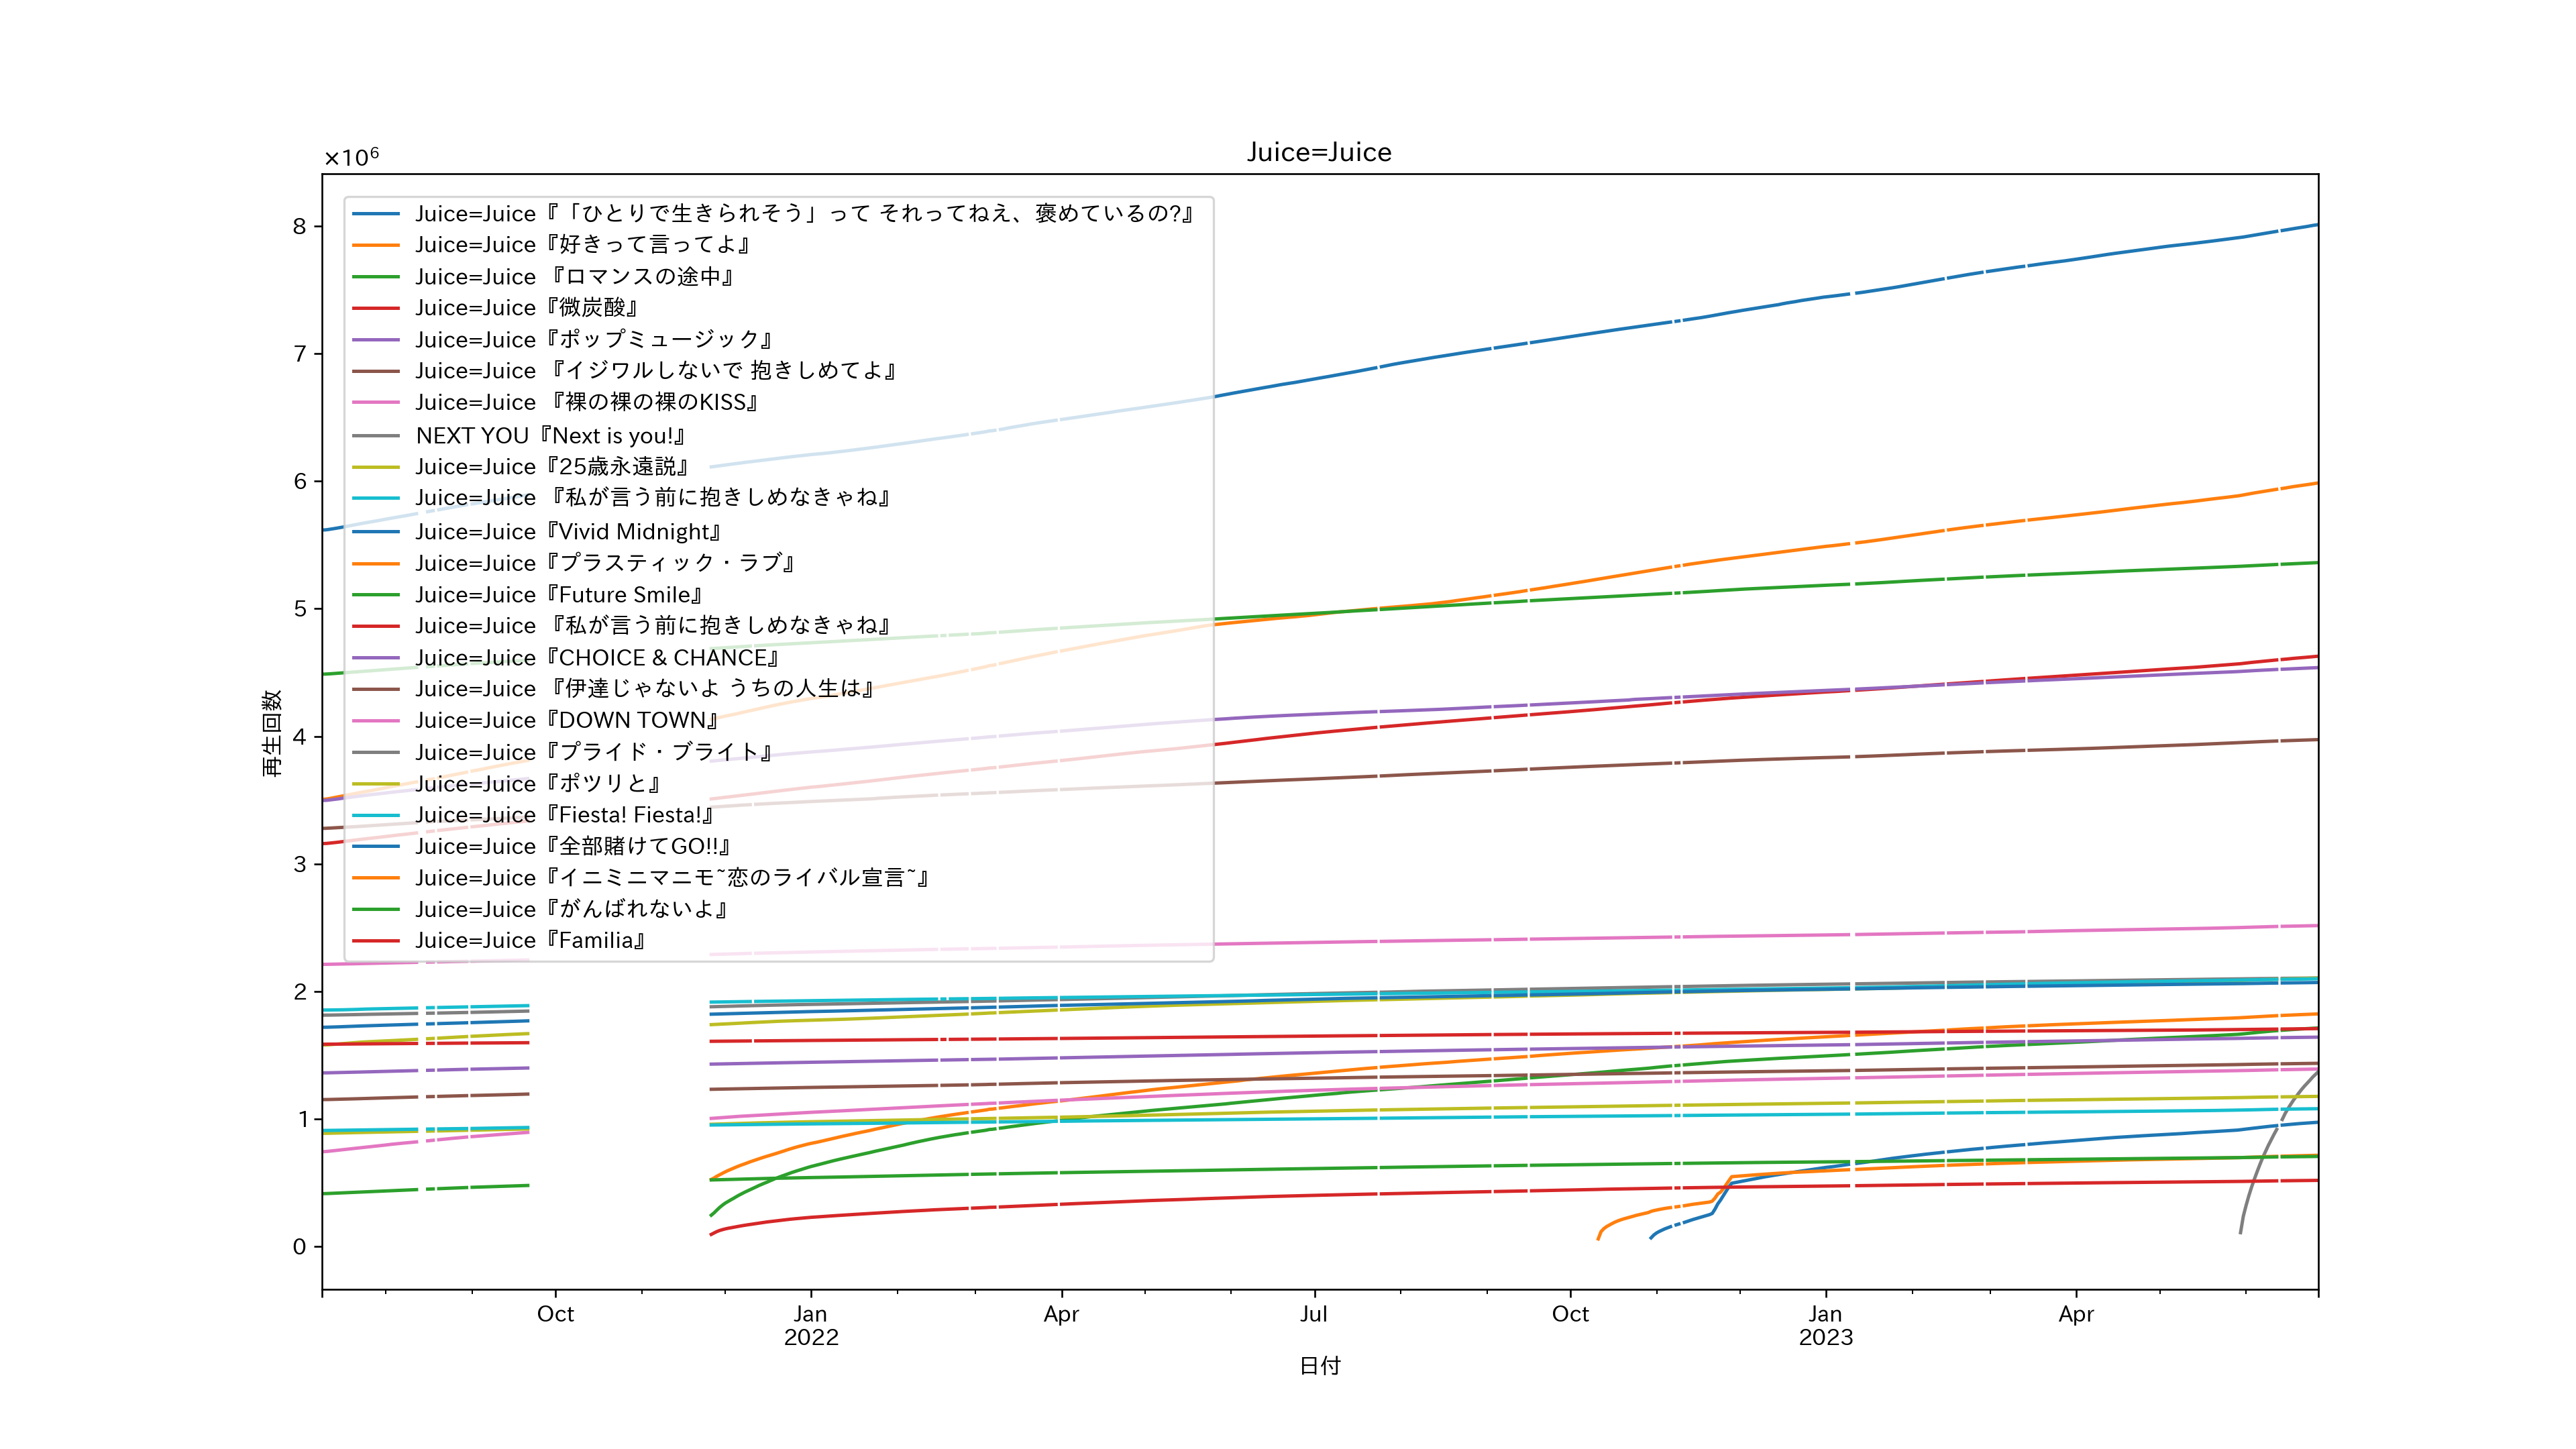 Juice=Juice
×10⁶
8
7
6
5
4
3
2
1
0
再生回数
Juice=Juice『「ひとりで生きられそう」って それってねえ、褒めているの?』
Juice=Juice『好きって言ってよ』
Juice=Juice 『ロマンスの途中』
Juice=Juice『微炭酸』
Juice=Juice『ポップミュージック』
Juice=Juice 『イジワルしないで 抱きしめてよ』
Juice=Juice 『裸の裸の裸のKISS』
NEXT YOU『Next is you!』
Juice=Juice『25歳永遠説』
Juice=Juice 『私が言う前に抱きしめなきゃね』
Juice=Juice『Vivid Midnight』
Juice=Juice『プラスティック・ラブ』
Juice=Juice『Future Smile』
Juice=Juice 『私が言う前に抱きしめなきゃね』
Juice=Juice『CHOICE & CHANCE』
Juice=Juice 『伊達じゃないよ うちの人生は』
Juice=Juice『DOWN TOWN』
Juice=Juice『プライド・ブライト』
Juice=Juice『ポツリと』
Juice=Juice『Fiesta! Fiesta!』
Juice=Juice『全部賭けてGO!!』
Juice=Juice『イニミニマニモ~恋のライバル宣言~』
Juice=Juice『がんばれないよ』
Juice=Juice『Familia』
Oct
Jan
2022
Apr
Jul
Oct
Jan
2023
Apr
日付